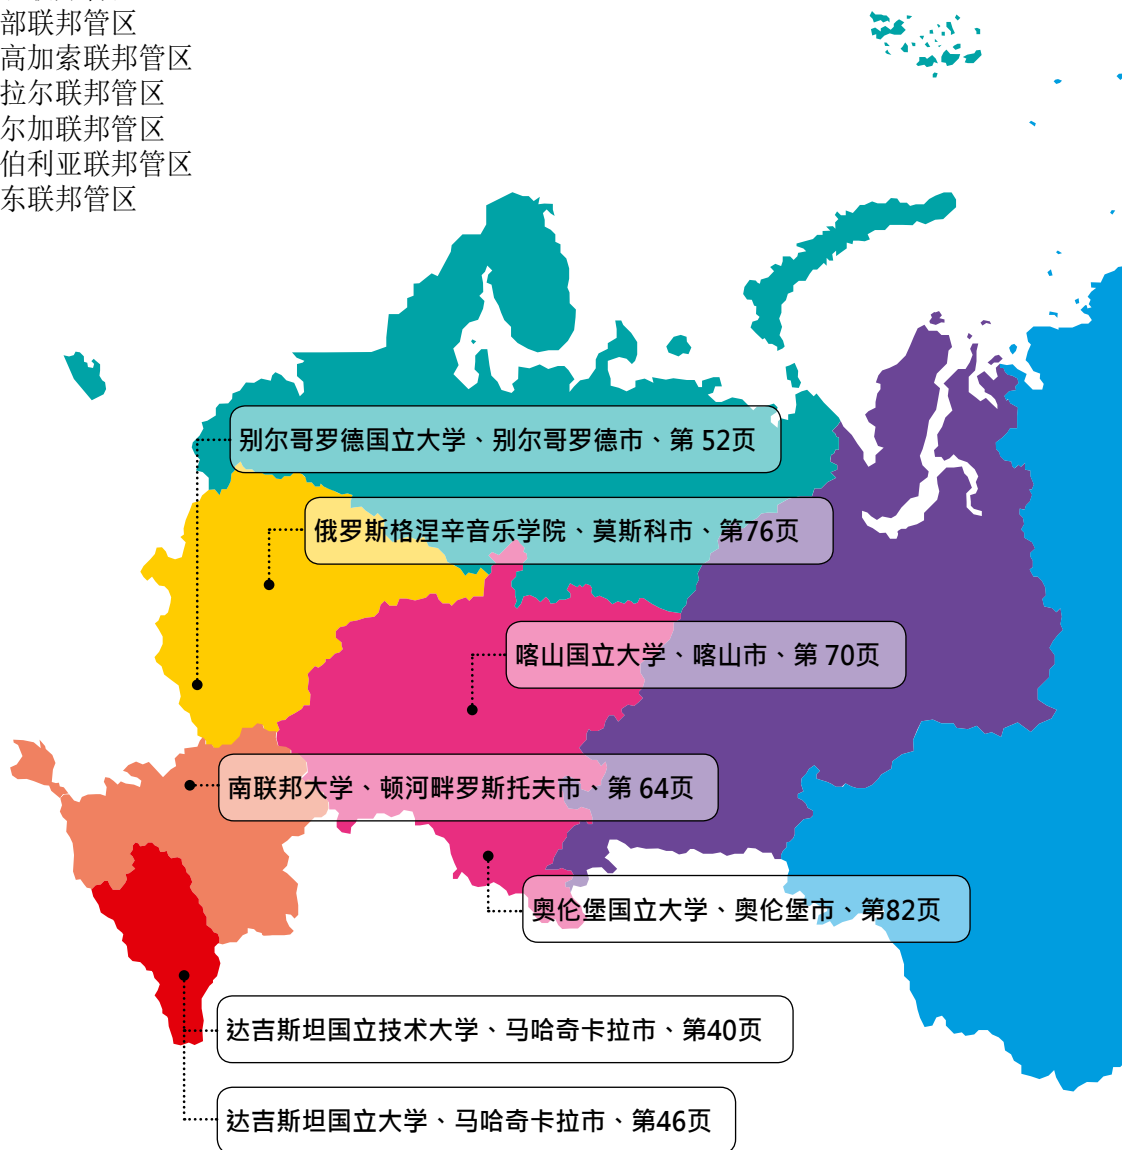 部联邦管区
高加索联邦管区
拉尔联邦管区
尔加联邦管区
伯利亚联邦管区
东联邦管区
别尔哥罗德国立大学、别尔哥罗德市、第 52页
俄罗斯格涅辛音乐学院、莫斯科市、第76页
喀山国立大学、喀山市、第 70页
南联邦大学、顿河畔罗斯托夫市、第 64页
奥伦堡国立大学、奥伦堡市、第82页
达吉斯坦国立技术大学、马哈奇卡拉市、第40页
达吉斯坦国立大学、马哈奇卡拉市、第46页